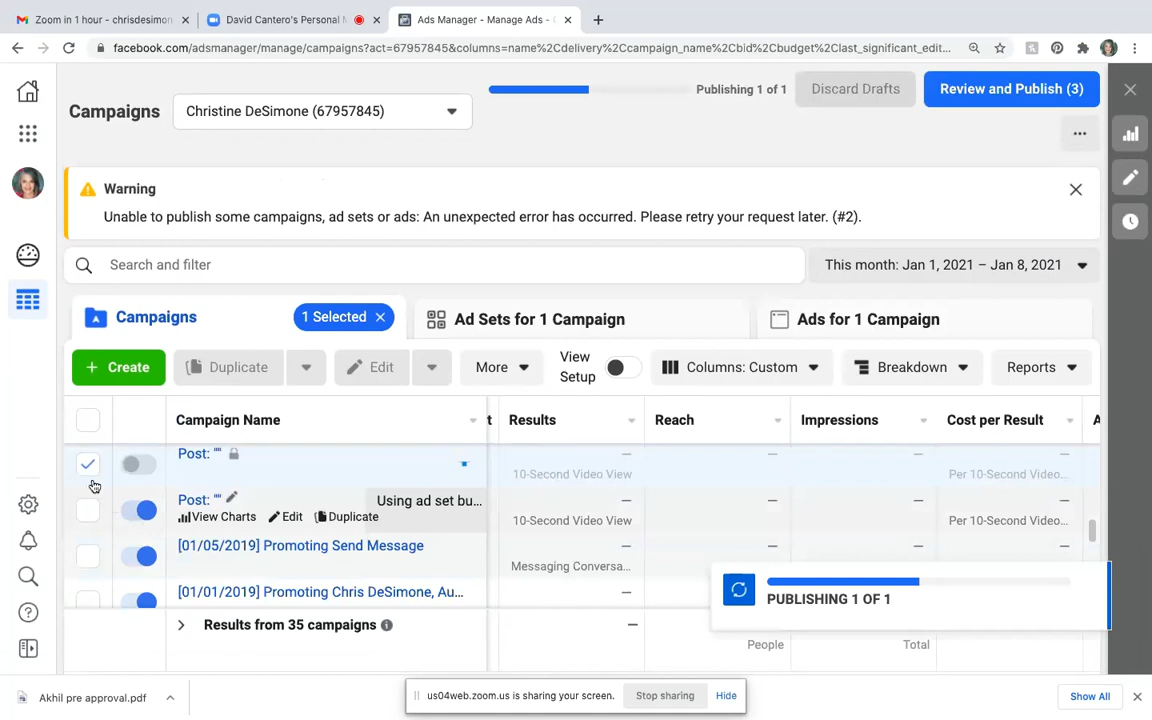 Zoom in 1 hour - chrisdesimon
David Cantero's Personal M
Ads Manager - Manage Ads - C
facebook.com/adsmanager/manage/campaigns?act=67957845&columns=name%2Cdelivery%2Ccampaign_name%2Cbid%2Cbudget%2Clast_significant_edit...
Campaigns
Christine DeSimone (67957845)
Publishing 1 of 1
Discard Drafts
Review and Publish (3)
Warning
Unable to publish some campaigns, ad sets or ads: An unexpected error has occurred. Please retry your request later. (#2).
Search and filter
This month: Jan 1, 2021 – Jan 8, 2021
Campaigns
1 Selected
Ad Sets for 1 Campaign
Ads for 1 Campaign
+ Create
Duplicate
Edit
More
View Setup
Columns: Custom
Breakdown
Reports
Campaign Name
t
Results
Reach
Impressions
Cost per Result
A
Post: ""
—
—
—
—
10-Second Video View
Per 10-Second Video...
Post: ""
Using ad set bu...
—
—
—
—
View Charts
Edit
Duplicate
10-Second Video View
Per 10-Second Video...
[01/05/2019] Promoting Send Message
—
—
—
—
Messaging Conversa...
[01/01/2019] Promoting Chris DeSimone, Au...
—
PUBLISHING 1 OF 1
Results from 35 campaigns
—
People
Total
Akhil pre approval.pdf
us04web.zoom.us is sharing your screen.
Stop sharing
Hide
Show All